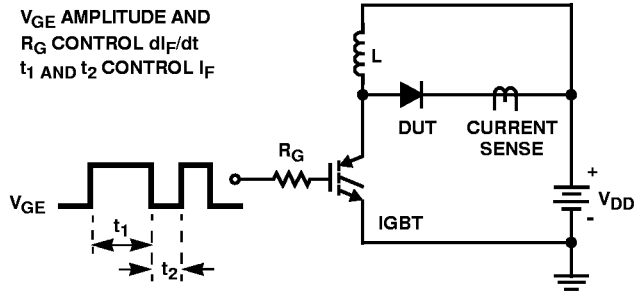 VGE AMPLITUDE AND
RG CONTROL dIF/dt
t1 AND t2 CONTROL IF
L
DUT
CURRENT
SENSE
RG
VGE
t1
t2
IGBT
+
VDD
-